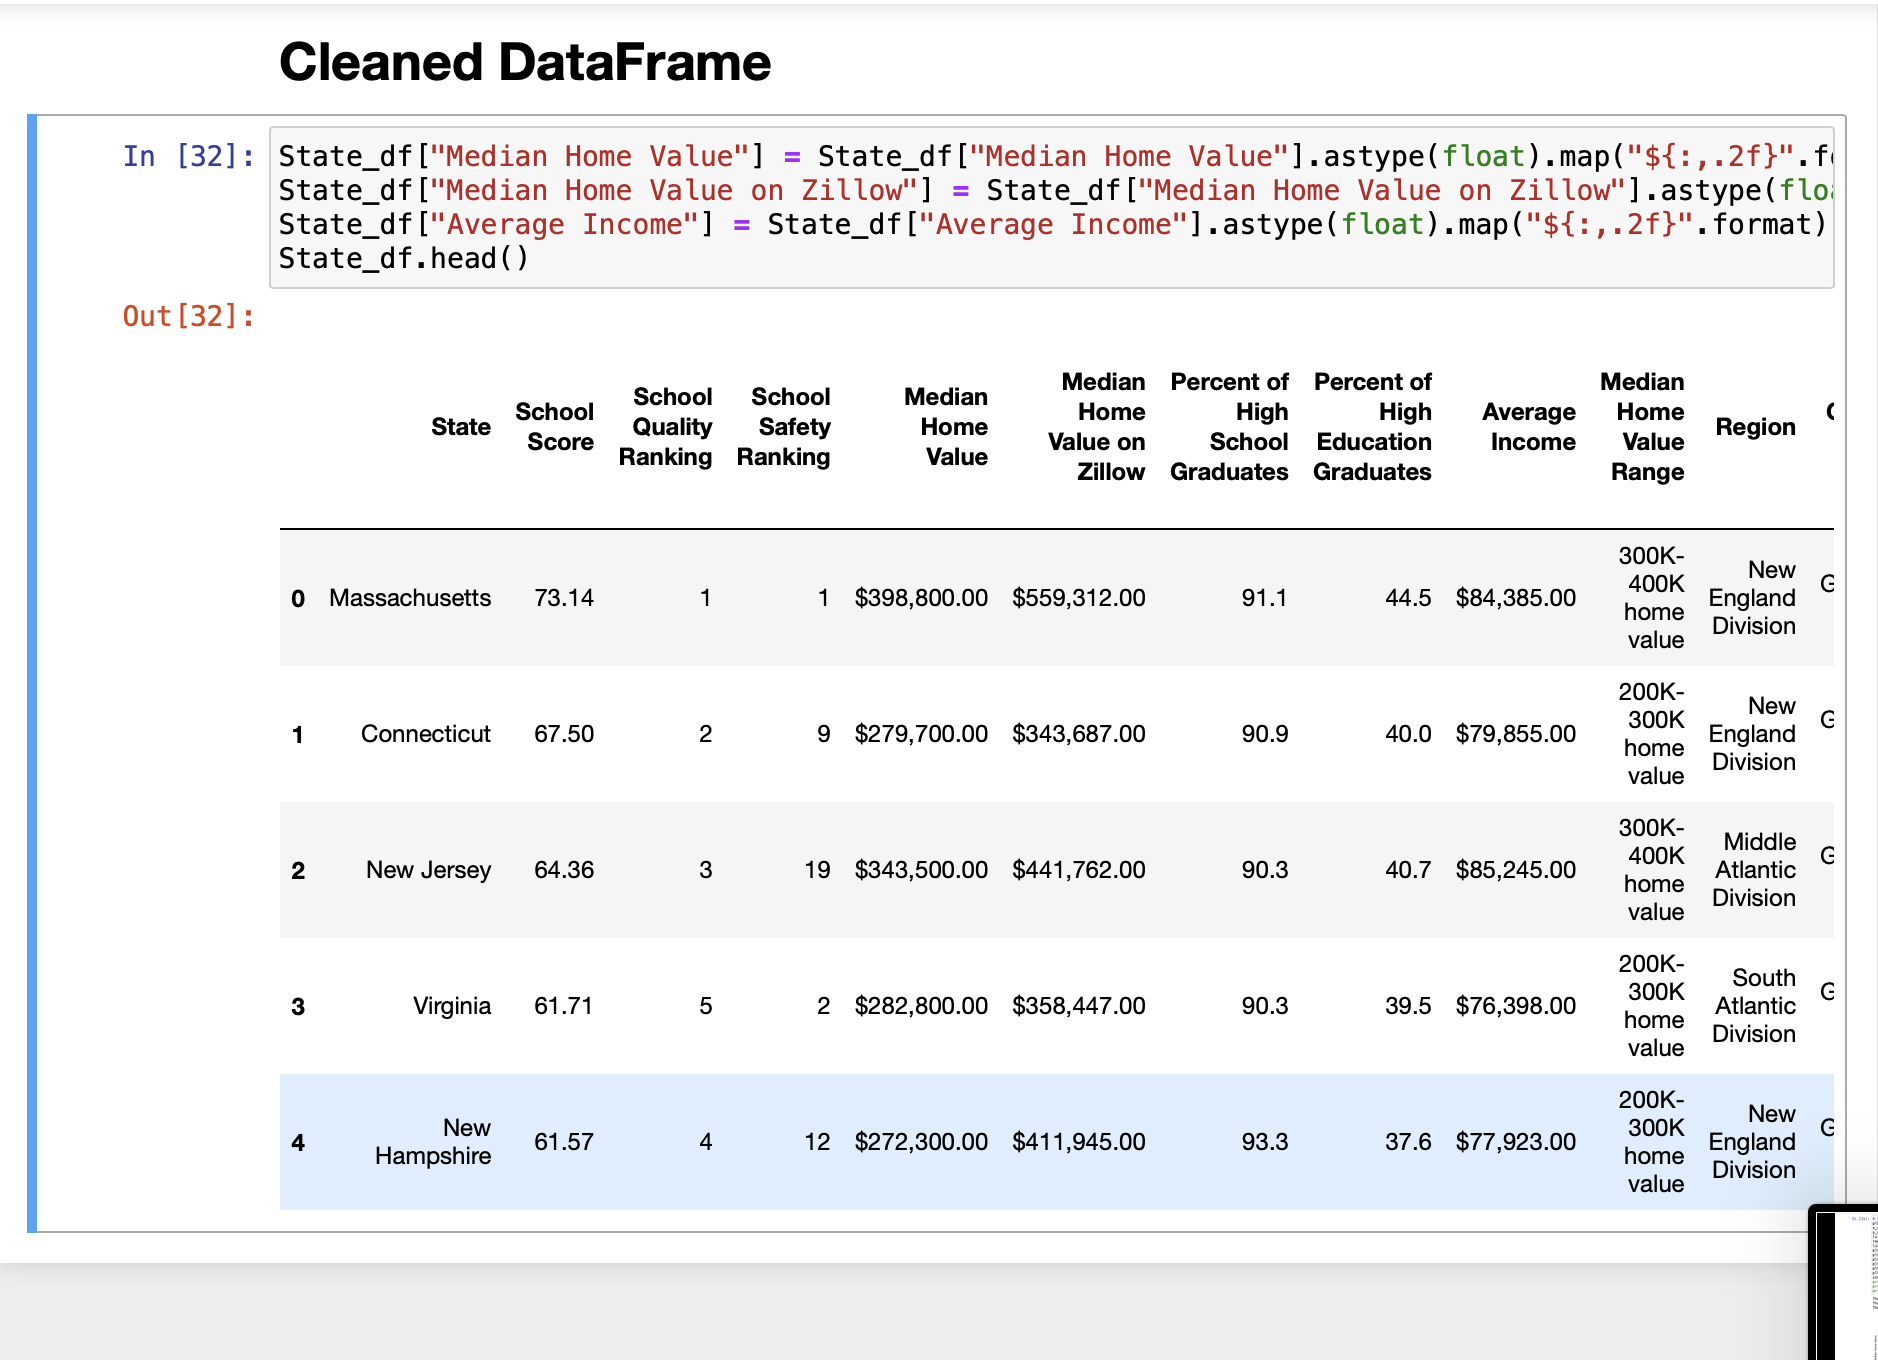 Cleaned DataFrame
In [32]: State_df["Median Home Value"] = State_df["Median Home Value"].astype(float).map("${:,.2f}".f
State_df["Median Home Value on Zillow"] = State_df["Median Home Value on Zillow"].astype(flo
State_df["Average Income"] = State_df["Average Income"].astype(float).map("${:,.2f}".format)
State_df.head()
Out[32]:
State School Score School Quality Ranking School Safety Ranking Median Home Value Median Home Value on Zillow Percent of High School Graduates Percent of High Education Graduates Average Income Median Home Value Range Region
0 Massachusetts 73.14 1 1 $398,800.00 $559,312.00 91.1 44.5 $84,385.00 300K-400K home value New England Division G
1 Connecticut 67.50 2 9 $279,700.00 $343,687.00 90.9 40.0 $79,855.00 200K-300K home value New England Division G
2 New Jersey 64.36 3 19 $343,500.00 $441,762.00 90.3 40.7 $85,245.00 300K-400K home value Middle Atlantic Division G
3 Virginia 61.71 5 2 $282,800.00 $358,447.00 90.3 39.5 $76,398.00 200K-300K home value South Atlantic Division G
4 New Hampshire 61.57 4 12 $272,300.00 $411,945.00 93.3 37.6 $77,923.00 200K-300K home value New England Division G